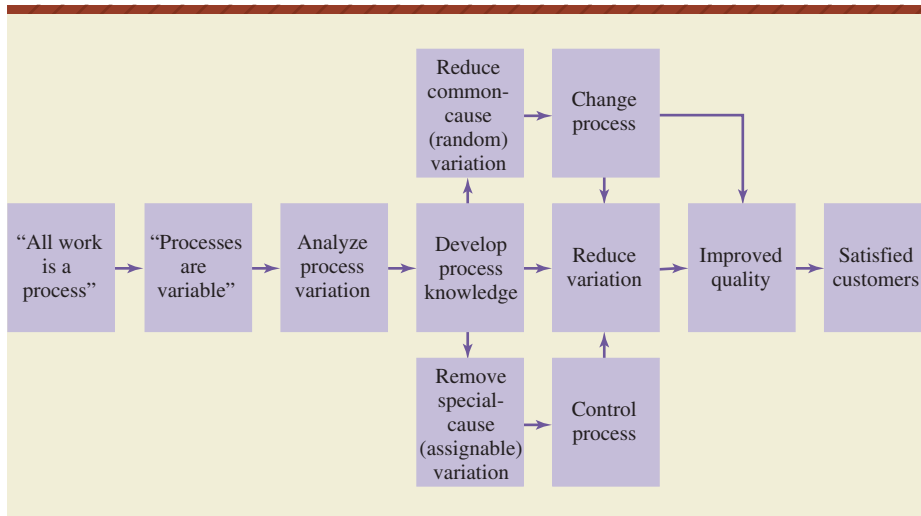 Reduce
common-
cause
(random)
variation
Change
process
“All work
is a
process”
“Processes
are
variable”
Analyze
process
variation
Develop
process
knowledge
Reduce
variation
Improved
quality
Satisfied
customers
Remove
special-
cause
(assignable)
variation
Control
process